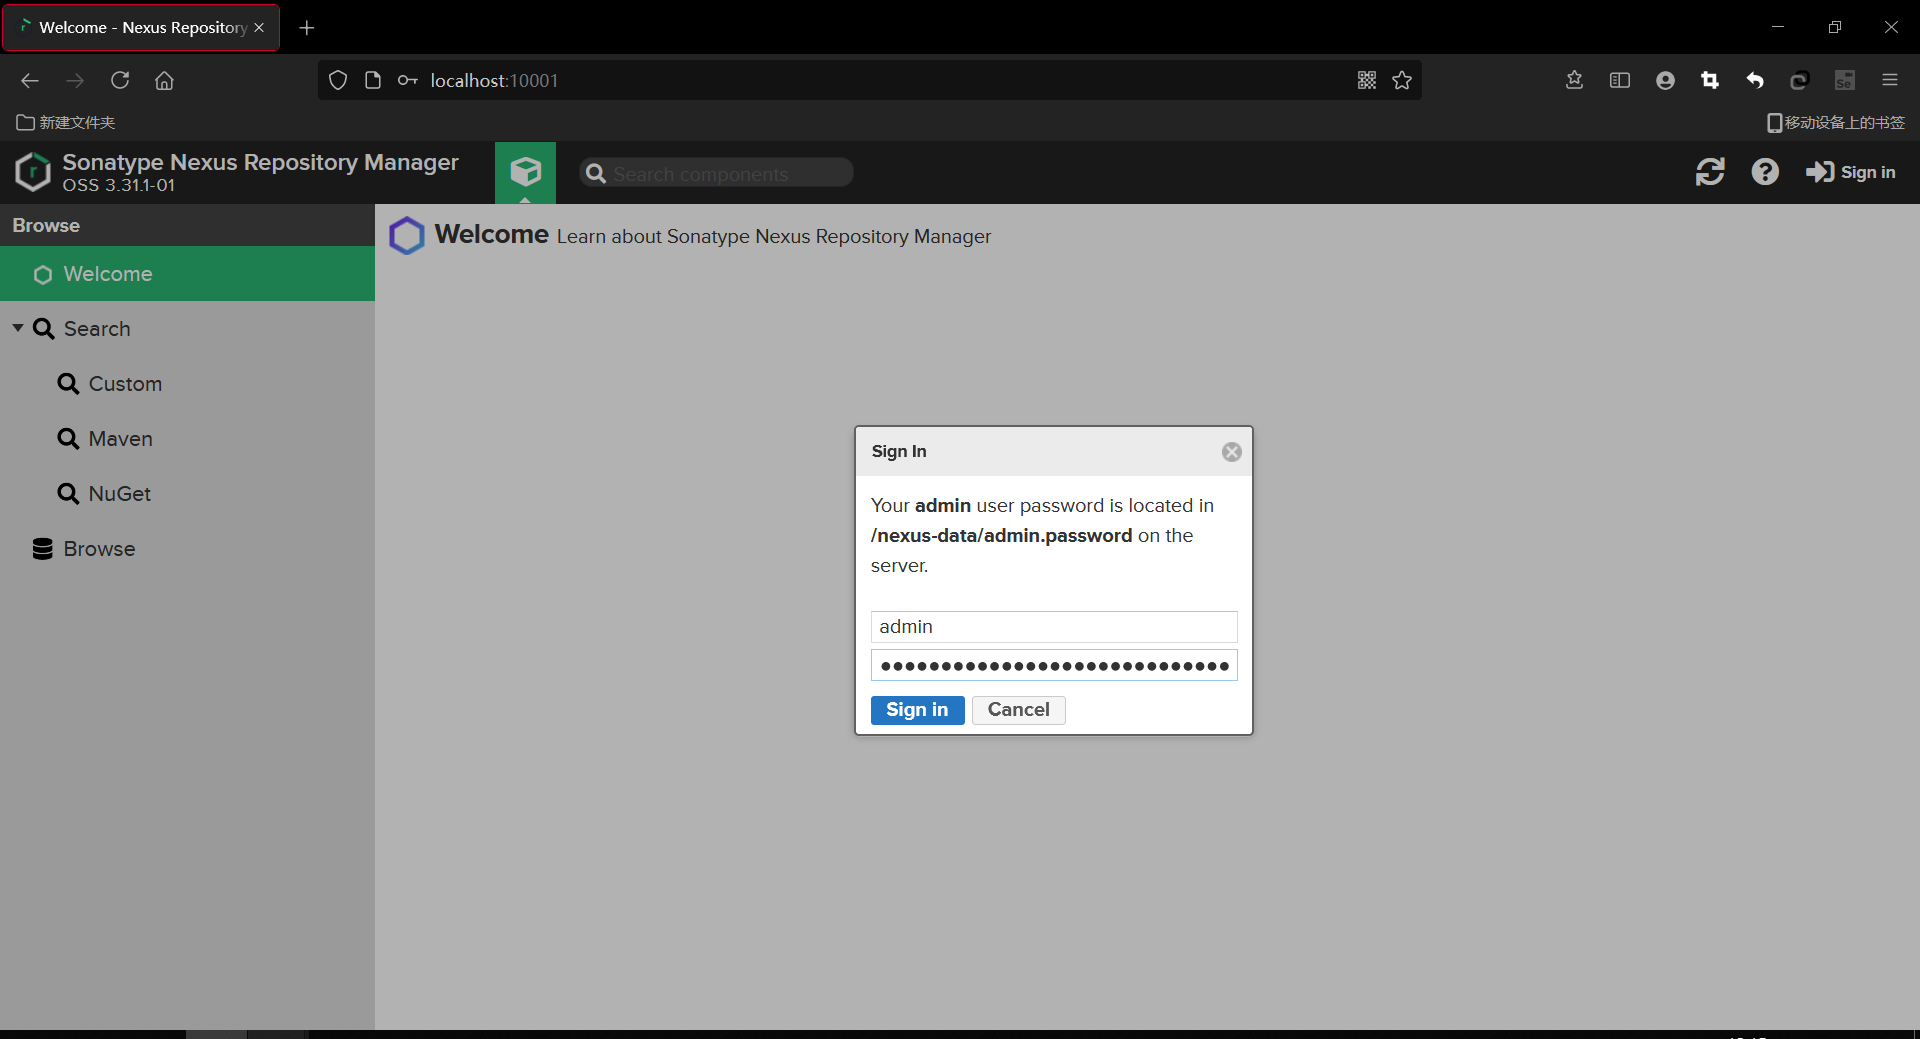 Welcome - Nexus Repository
localhost:10001
新建文件夹
移动设备上的书签
Sonatype Nexus Repository Manager
OSS 3.31.1-01
Search components
Sign in
Browse
Welcome
Search
Custom
Maven
NuGet
Browse
Welcome Learn about Sonatype Nexus Repository Manager
Sign In
Your admin user password is located in
/nexus-data/admin.password on the
server.
admin
Sign in
Cancel